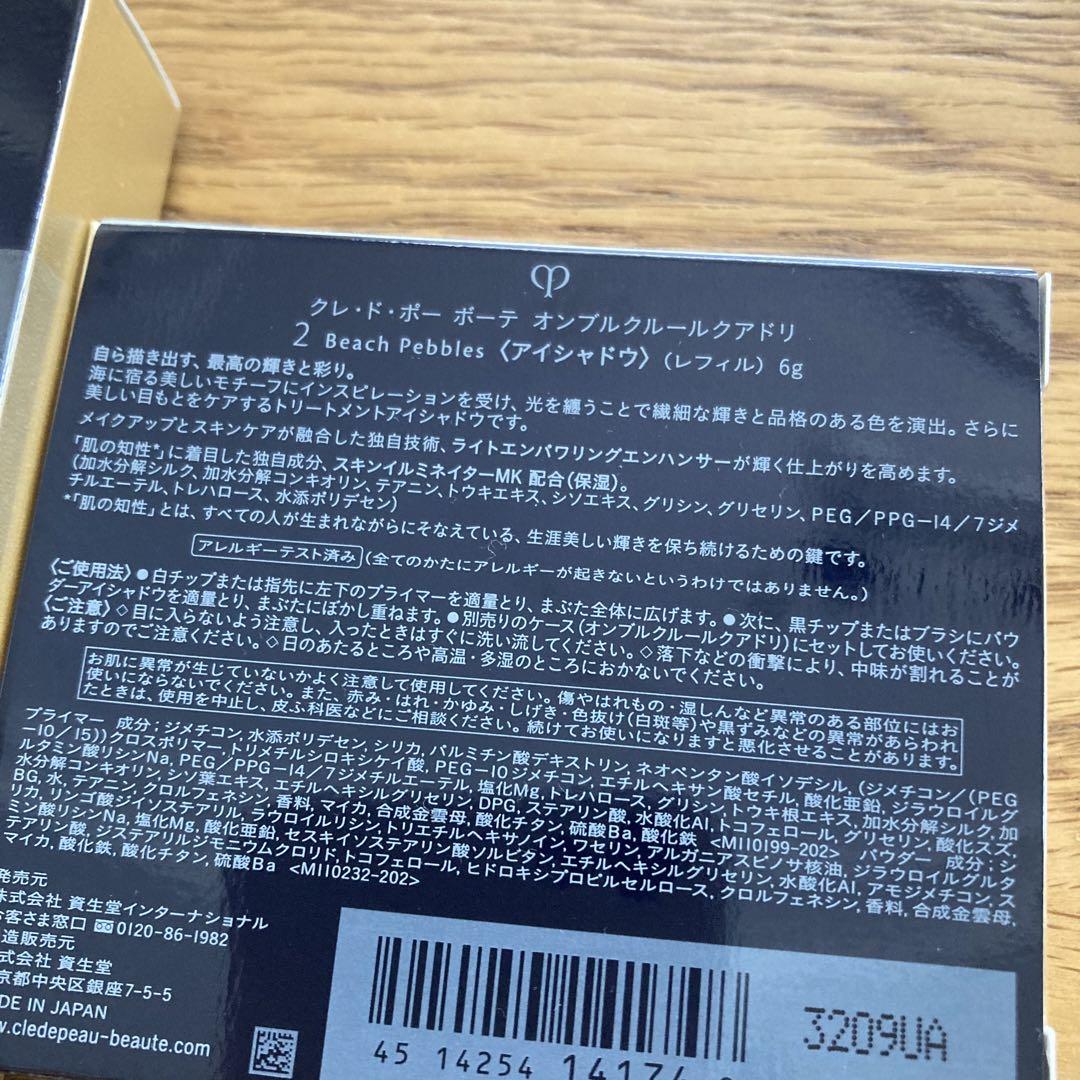 クレ・ド・ポー ボーテ オンブルクルールクアドリ
2 Beach Pebbles 〈アイシャドウ〉(レフィル) 6g
自ら描き出す、最高の輝きと彩り。
海に宿る美しいモチーフにインスピレーションを受け、光を纏うことで繊細な輝きと品格のある色を演出。さらに
美しい目もとをケアするトリートメントアイシャドウです。
メイクアップとスキンケアが融合した独自技術、ライトエンパワリングエンハンサーが輝く仕上がりを高めます。
「肌の知性*」に着目した独自成分、スキンイルミネイターMK 配合(保湿)。
(加水分解シルク、加水分解コンキオリン、テアニン、トウキエキス、シソエキス、グリシン、グリセリン、PEG/PPG-14/7ジメ
チルエーテル、トレハロース、水添ポリデセン)
*「肌の知性」とは、すべての人が生まれながらにそなえている、生涯美しい輝きを保ち続けるための鍵です。
アレルギーテスト済み (全てのかたにアレルギーが起きないというわけではありません。)
〈ご使用法〉●白チップまたは指先に左下のプライマーを適量とり、まぶた全体に広げます。●次に、黒チップまたはブラシにパウ
ダーアイシャドウを適量とり、まぶたにぼかし重ねます。●別売りのケース(オンブルクルールクアドリ)にセットしてお使いください。
〈ご注意〉◇目に入らないよう注意し、入ったときはすぐに洗い流してください。◇落下などの衝撃により、中味が割れることが
ありますのでご注意ください。◇日のあたるところや高温・多湿のところにおかないでください。
お肌に異常が生じていないかよく注意して使用してください。傷やはれもの・湿しんなど異常のある部位にはお
使いにならないでください。また、赤み・はれ・かゆみ・しげき・色抜け(白斑等)や黒ずみなどの異常があらわれ
たときは、使用を中止し、皮ふ科医などにご相談ください。続けてお使いになりますと悪化することがあります。
プライマー 成分:ジメチコン、水添ポリデセン、シリカ、パルミチン酸デキストリン、ネオペンタン酸イソデシル、(ジメチコン/(PEG
-10/15))クロスポリマー、トリメチルシロキシケイ酸、PEG-10ジメチコン、エチルヘキサン酸セチル、酸化亜鉛、ジラウロイルグ
ルタミン酸リシンNa、PEG/PPG-14/7ジメチルエーテル、塩化Mg、トレハロース、グリシン、トウキ根エキス、加水分解シルク、加
水分解コンキオリン、シソ葉エキス、エチルヘキシルグリセリン、DPG、ステアリン酸、水酸化Al、トコフェロール、グリセリン、酸化スズ、
BG、水、テアニン、クロルフェネシン、香料、マイカ、合成金雲母、酸化チタン、硫酸Ba、酸化鉄 <M110199-202> パウダー 成分:シ
リカ、リンゴ酸ジイソステアリル、ラウロイルリシン、トリエチルヘキサノイン、ワセリン、アルガニアスピノサ核油、ジラウロイルグルタ
ミン酸リシンNa、塩化Mg、酸化亜鉛、セスキイソステアリン酸ソルビタン、エチルヘキシルグリセリン、水酸化Al、アモジメチコン、ス
テアリン酸、ジステアリルジモニウムクロリド、トコフェロール、ヒドロキシプロピルセルロース、クロルフェネシン、香料、合成金雲母、
マイカ、酸化鉄、酸化チタン、硫酸Ba <M110232-202>
発売元
株式会社 資生堂インターナショナル
お客さま窓口 0120-86-1982
造販売元
式会社 資生堂
京都中央区銀座7-5-5
DE IN JAPAN
w.cledepeau-beaute.com
45 14254 14174
3209UA